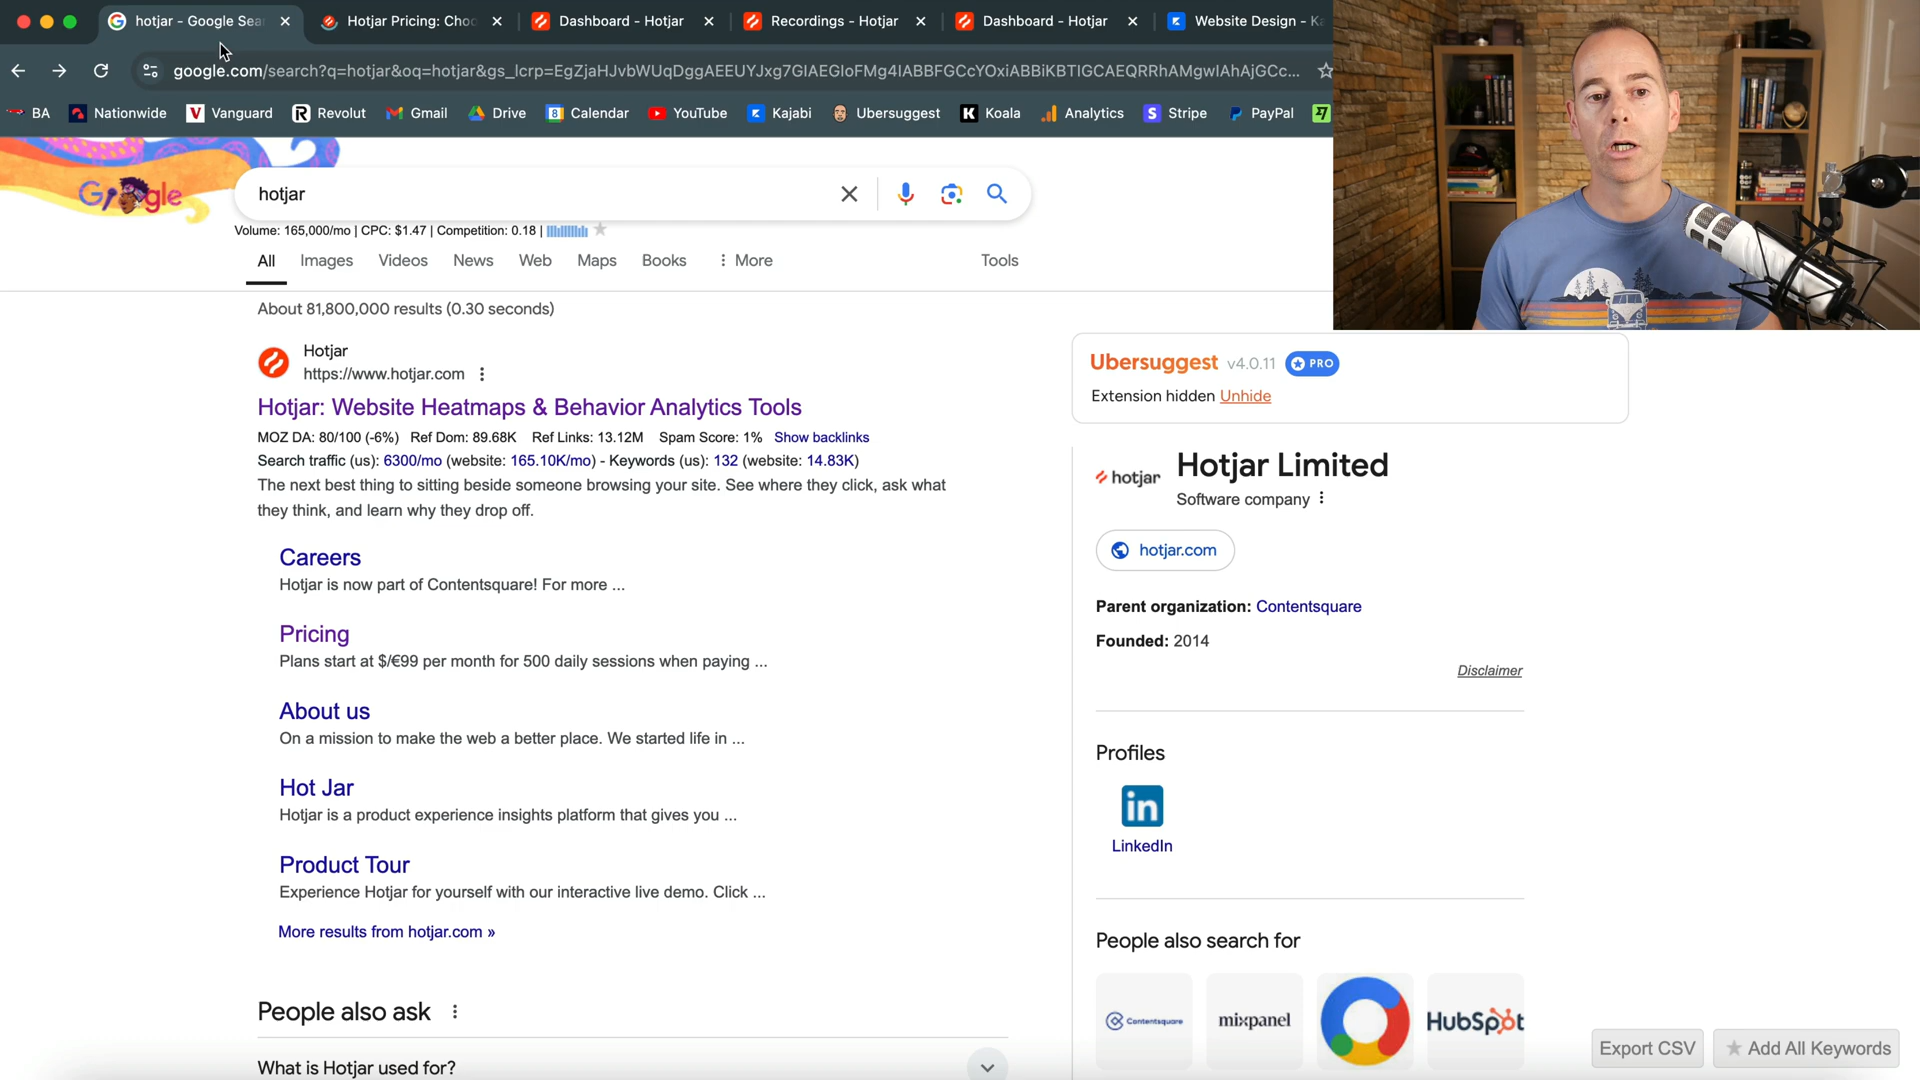 hotjar - Google Sea
Hotjar Pricing: Choo
Dashboard - Hotjar
Recordings - Hotjar
Dashboard - Hotjar
Website Design - Ka
google.com/search?q=hotjar&oq=hotjar&gs_lcrp=EgZjaHJvbWUqDggAEEUYJxg7GIAEGIoFMg4IABBFGCcYOxiABBiKBTIGCAEQRRhAMgwIAhAjGCc...
BA
Nationwide
Vanguard
Revolut
Gmail
Drive
Calendar
YouTube
Kajabi
Ubersuggest
Koala
Analytics
Stripe
PayPal
Google
hotjar
Volume: 165,000/mo | CPC: $1.47 | Competition: 0.18 |
All
Images
Videos
News
Web
Maps
Books
More
Tools
About 81,800,000 results (0.30 seconds)
Hotjar
https://www.hotjar.com
Hotjar: Website Heatmaps & Behavior Analytics Tools
MOZ DA: 80/100 (-6%) Ref Dom: 89.68K Ref Links: 13.12M Spam Score: 1% Show backlinks
Search traffic (us): 6300/mo (website: 165.10K/mo) - Keywords (us): 132 (website: 14.83K)
The next best thing to sitting beside someone browsing your site. See where they click, ask what
they think, and learn why they drop off.
Careers
Hotjar is now part of Contentsquare! For more ...
Pricing
Plans start at $/€99 per month for 500 daily sessions when paying ...
About us
On a mission to make the web a better place. We started life in ...
Hot Jar
Hotjar is a product experience insights platform that gives you ...
Product Tour
Experience Hotjar for yourself with our interactive live demo. Click ...
More results from hotjar.com »
People also ask
What is Hotjar used for?
Ubersuggest v4.0.11 PRO
Extension hidden Unhide
hotjar
Hotjar Limited
Software company
hotjar.com
Parent organization: Contentsquare
Founded: 2014
Disclaimer
Profiles
in
LinkedIn
People also search for
Contentsquare
mixpanel
HubSpot
Export CSV
Add All Keywords